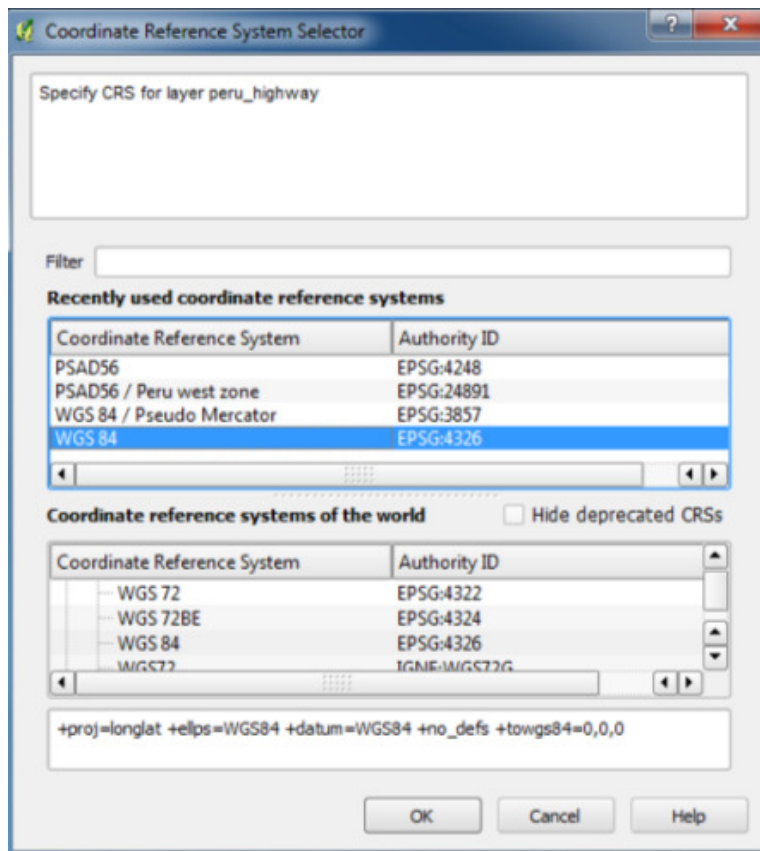 Coordinate Reference System Selector
Specify CRS for layer peru_highway
Filter
Recently used coordinate reference systems
Coordinate Reference System Authority ID
PSAD56 EPSG:4248
PSAD56 / Peru west zone EPSG:24891
WGS 84 / Pseudo Mercator EPSG:3857
WGS 84 EPSG:4326
Coordinate reference systems of the world Hide deprecated CRSs
Coordinate Reference System Authority ID
WGS 72 EPSG:4322
WGS 72BE EPSG:4324
WGS 84 EPSG:4326
WGS72 IGNF:WGS72G
+proj=longlat +ellps=WGS84 +datum=WGS84 +no_defs +towgs84=0,0,0
OK Cancel Help